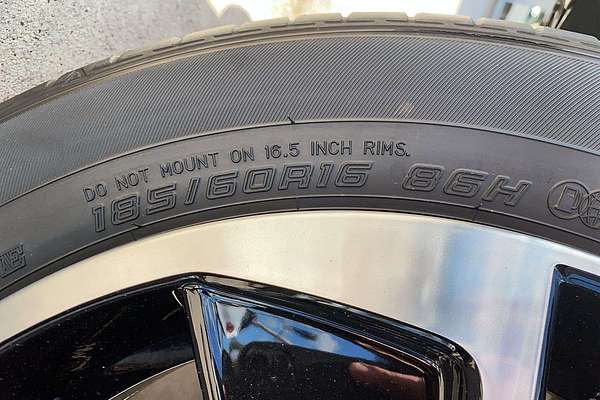 DO NOT MOUNT ON 16.5 INCH RIMS.
185/60R16 86H